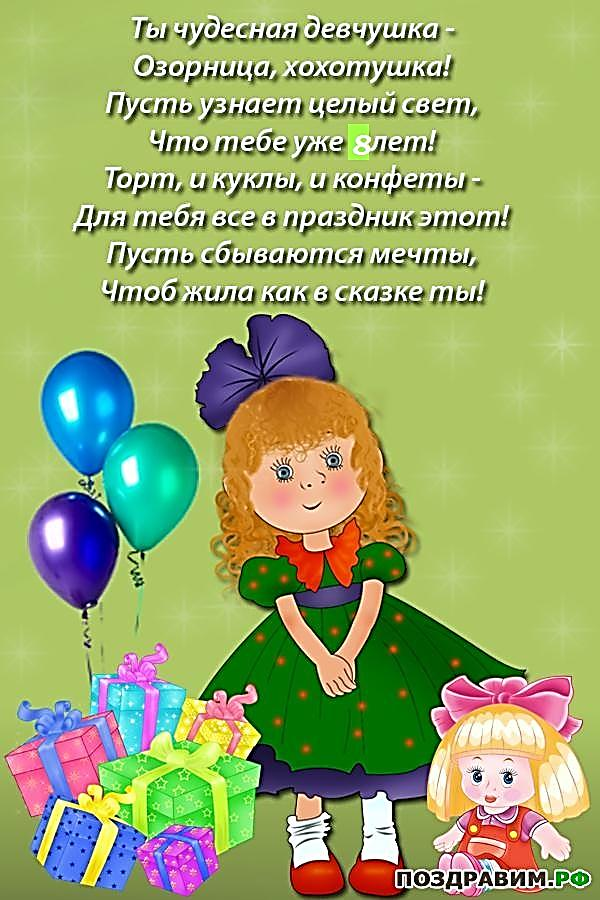 Ты чудесная девчушка -
Озорница, хохотушка!
Пусть узнает целый свет,
Что тебе уже 8лет!
Торт, и куклы, и конфеты -
Для тебя все в праздник этот!
Пусть сбываются мечты,
Чтоб жила как в сказке ты!
ПОЗДРАВИМ.РФ